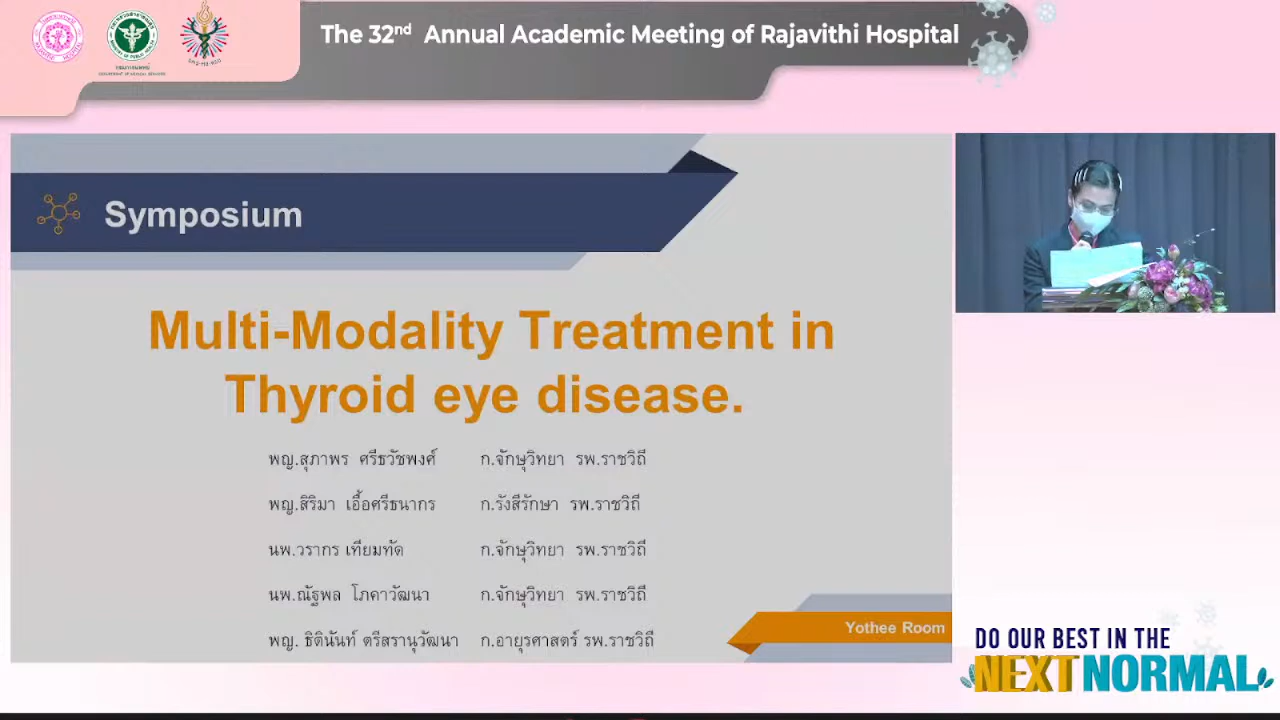 The 32nd Annual Academic Meeting of Rajavithi Hospital
Symposium
Multi-Modality Treatment in
Thyroid eye disease.
พญ.สุภาพร ศรีธวัชพงศ์ ก.จักษุวิทยา รพ.ราชวิถี
พญ.สิริมา เอื้อศรีธนากร ก.รังสีรักษา รพ.ราชวิถี
นพ.วรากร เทียมทัด ก.จักษุวิทยา รพ.ราชวิถี
นพ.ณัฐพล โภคาวัฒนา ก.จักษุวิทยา รพ.ราชวิถี
พญ. ธิตินันท์ ตรีสรานุวัฒนา ก.อายุรศาสตร์ รพ.ราชวิถี
Yothee Room
DO OUR BEST IN THE
NEXT NORMAL